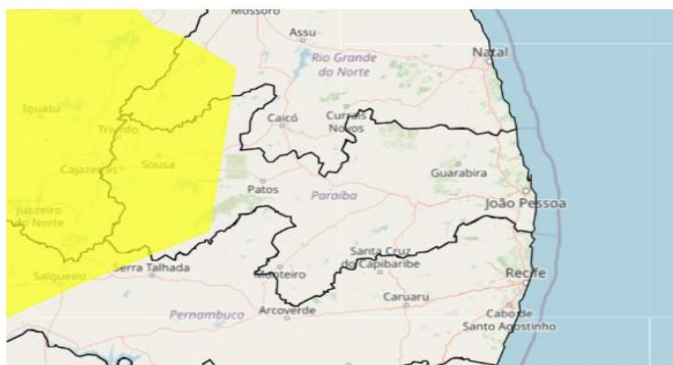 Mossoró
Assu
Natal
Rio Grande
do Norte
Iguatu
Caicó
Currais
Novos
Triunfo
Sousa
Cajazeiras
Guarabira
Patos
Paraíba
João Pessoa
Juazeiro
do Norte
Santa Cruz
do Capibaribe
Salgueiro
Serra Talhada
Monteiro
Recife
Caruaru
Pernambuco
Arcoverde
Cabo de
Santo Agostinho